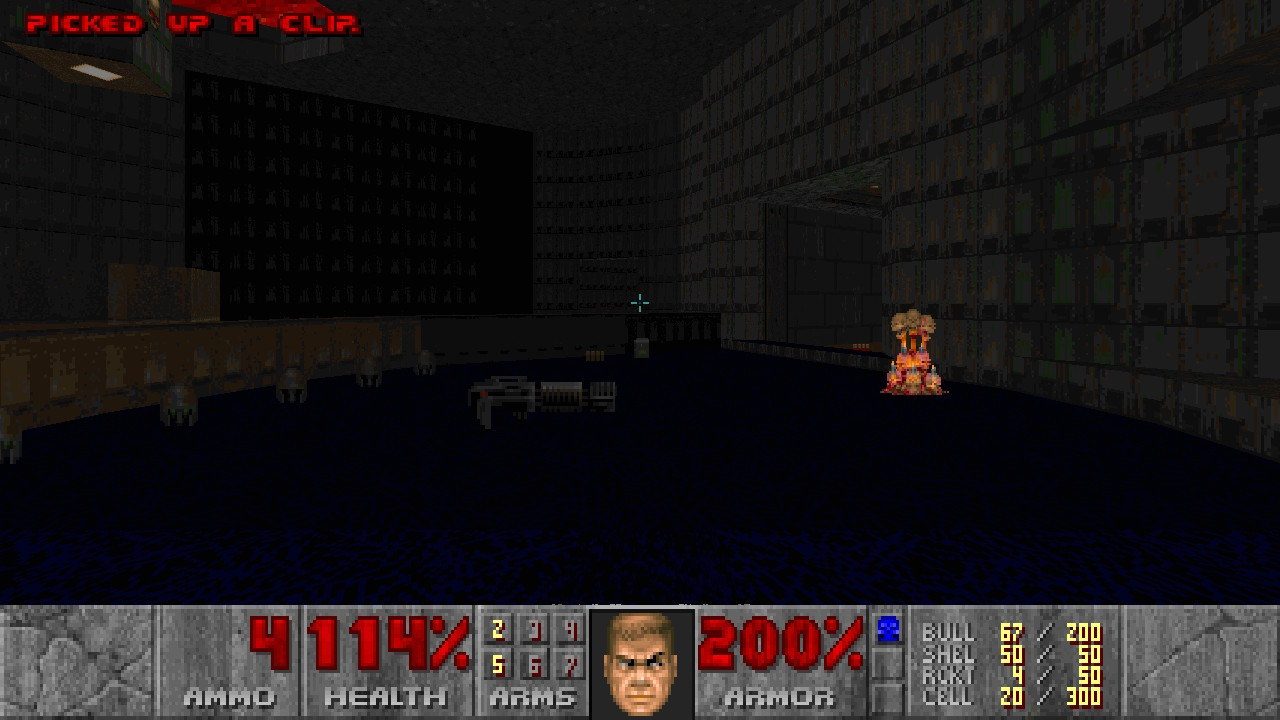 PICKED UP A CLIP.
4 114% 2 3 4 200% BULL 67 / 200
5 6 7 SHEL 50 / 50
RCKT 4 / 50
AMMO HEALTH ARMS ARMOR CELL 20 / 300